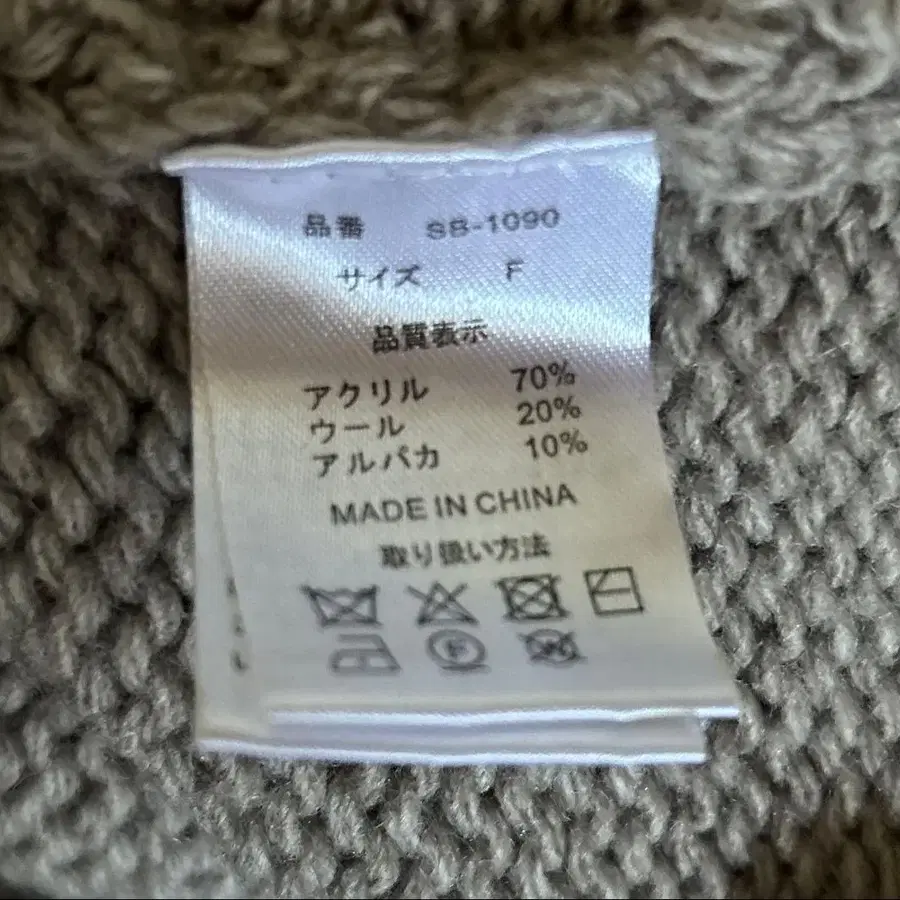 品番 SB-1090
サイズ F
品質表示
アクリル 70%
ウール 20%
アルパカ 10%
MADE IN CHINA
取り扱い方法